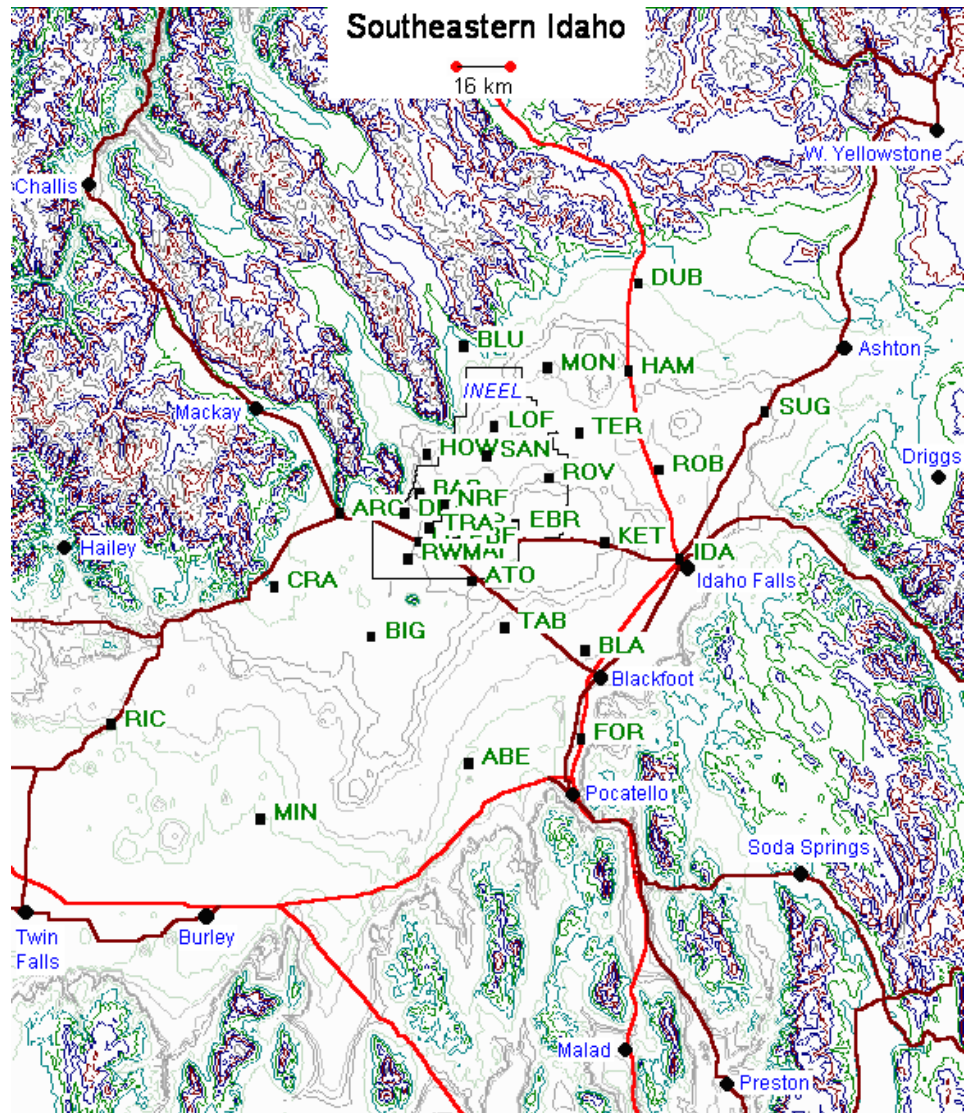 Southeastern Idaho
16 km
W. Yellowstone
Challis
DUB
BLU
MON
HAM
Ashton
INEEL
Mackay
SUG
LOF
TER
HOW
SAN
ROB
Driggs
ROV
NRF
ARC
EBR
TRA
KET
Hailey
IDA
RWM
Idaho Falls
CRA
ATO
BIG
TAB
BLA
Blackfoot
RIC
FOR
ABE
Pocatello
MIN
Soda Springs
Twin
Falls
Burley
Malad
Preston